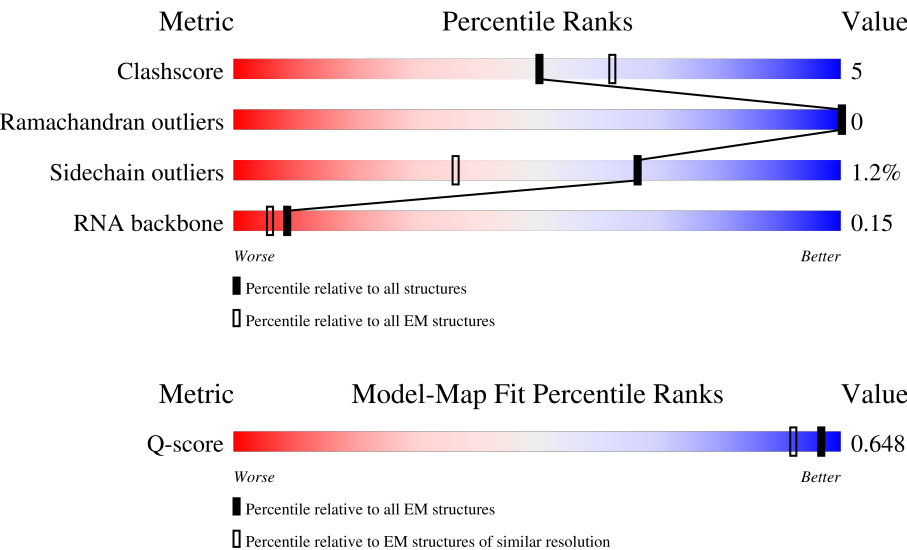 Metric Percentile Ranks Value
Clashscore 5
Ramachandran outliers 0
Sidechain outliers 1.2%
RNA backbone 0.15
Worse Better
Percentile relative to all structures
Percentile relative to all EM structures
Metric Model-Map Fit Percentile Ranks Value
Q-score 0.648
Worse Better
Percentile relative to all EM structures
Percentile relative to EM structures of similar resolution